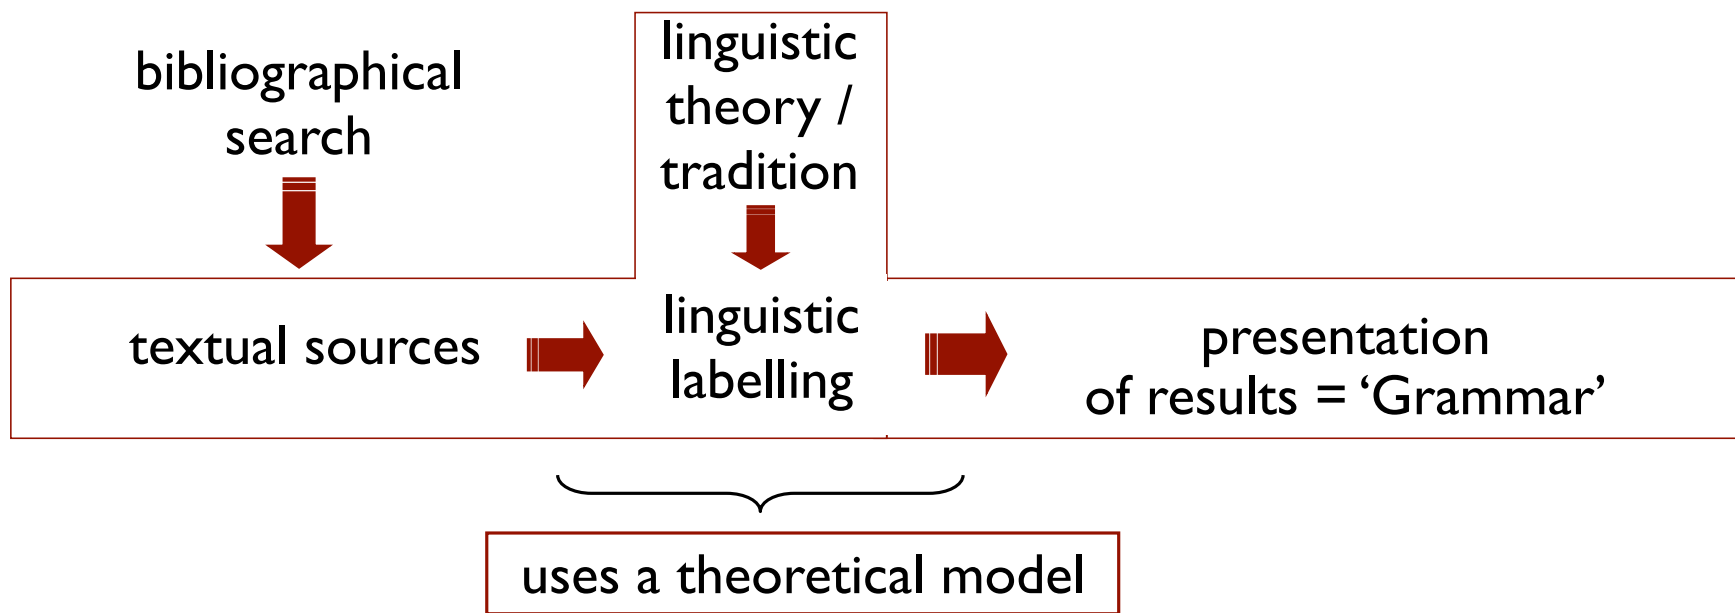 bibliographical
search
linguistic
theory /
tradition
textual sources
linguistic
labelling
presentation
of results = ‘Grammar’
uses a theoretical model